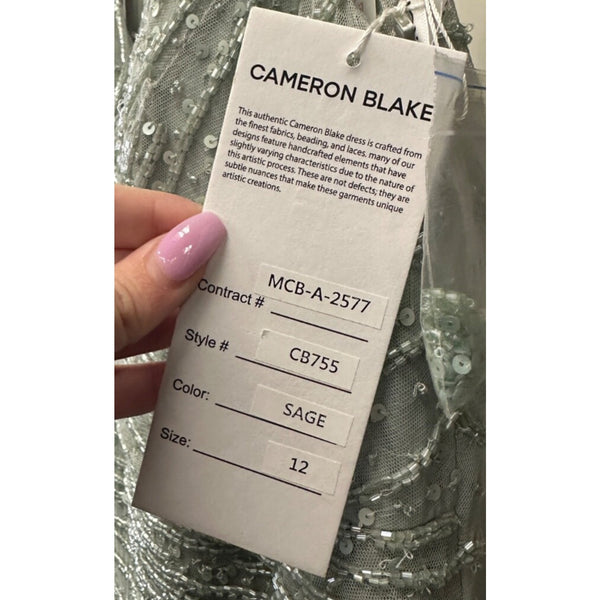 CAMERON BLAKE
This authentic Cameron Blake dress is crafted from
the finest fabrics, beading, and laces. many of our
designs feature handcrafted elements that have
slightly varying characteristics due to the nature of
this artistic process. These are not defects; they are
subtle nuances that make these garments unique
artistic creations.
Contract # MCB-A-2577
Style # CB755
Color: SAGE
Size: 12